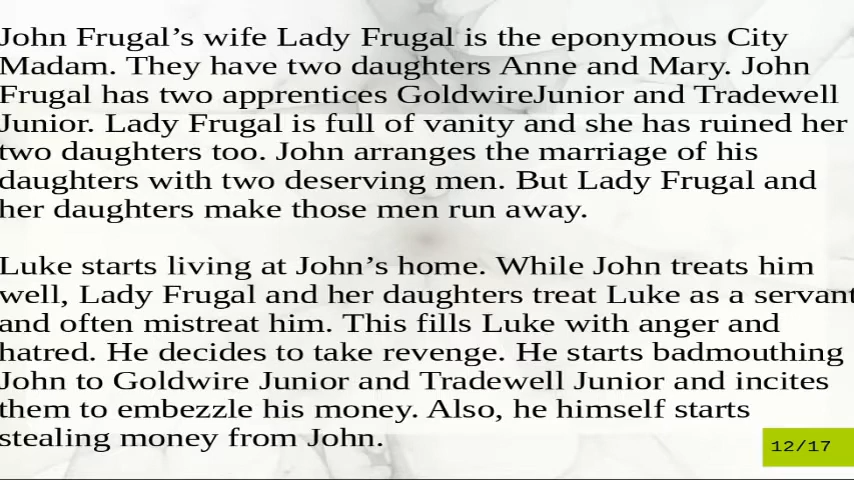 John Frugal’s wife Lady Frugal is the eponymous City
Madam. They have two daughters Anne and Mary. John
Frugal has two apprentices GoldwireJunior and Tradewell
Junior. Lady Frugal is full of vanity and she has ruined her
two daughters too. John arranges the marriage of his
daughters with two deserving men. But Lady Frugal and
her daughters make those men run away.
Luke starts living at John’s home. While John treats him
well, Lady Frugal and her daughters treat Luke as a servant
and often mistreat him. This fills Luke with anger and
hatred. He decides to take revenge. He starts badmouthing
John to Goldwire Junior and Tradewell Junior and incites
them to embezzle his money. Also, he himself starts
stealing money from John.
12/17